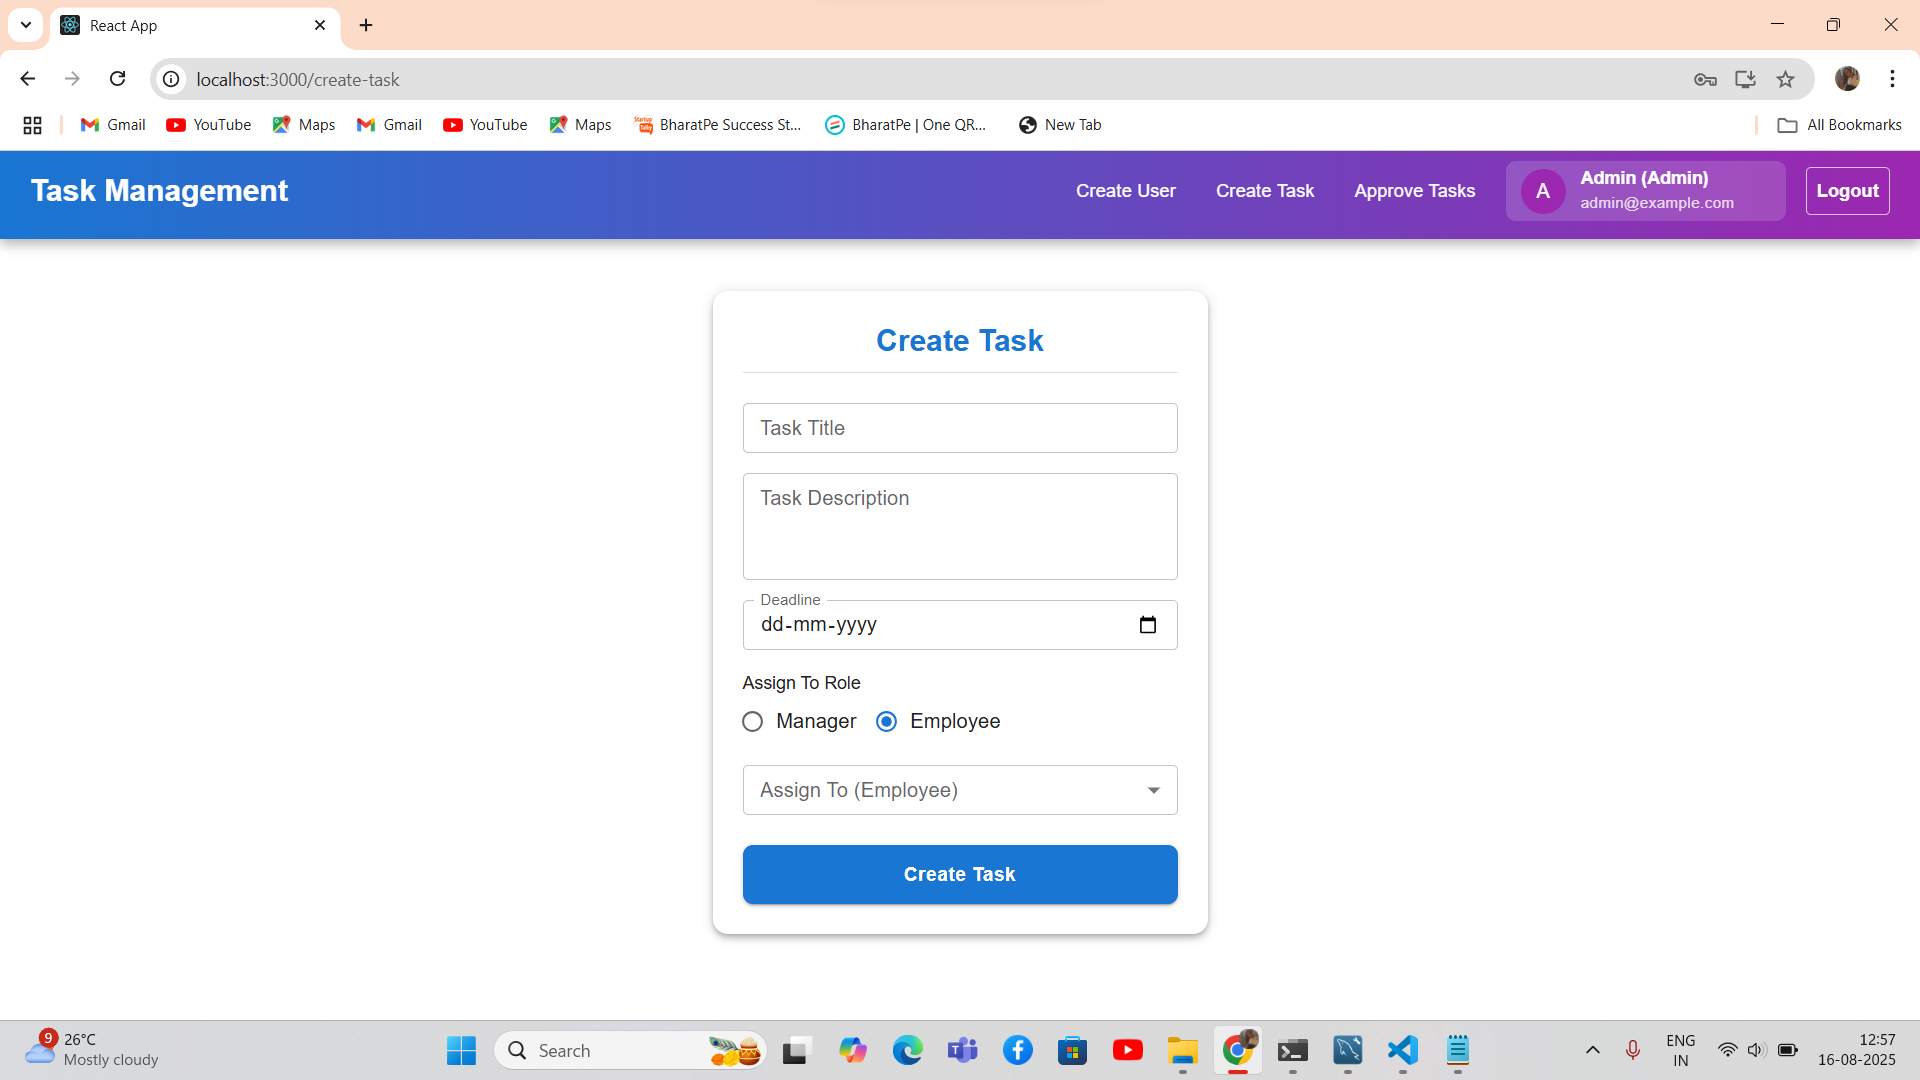 React App
localhost:3000/create-task
Gmail YouTube Maps Gmail YouTube Maps BharatPe Success St... BharatPe | One QR... New Tab All Bookmarks
Task Management
Create User Create Task Approve Tasks
A
Admin (Admin)
admin@example.com
Logout
Create Task
Task Title
Task Description
Deadline
dd-mm-yyyy
Assign To Role
Manager Employee
Assign To (Employee)
Create Task
9
26°C
Mostly cloudy
Search
ENG
IN
12:57
16-08-2025